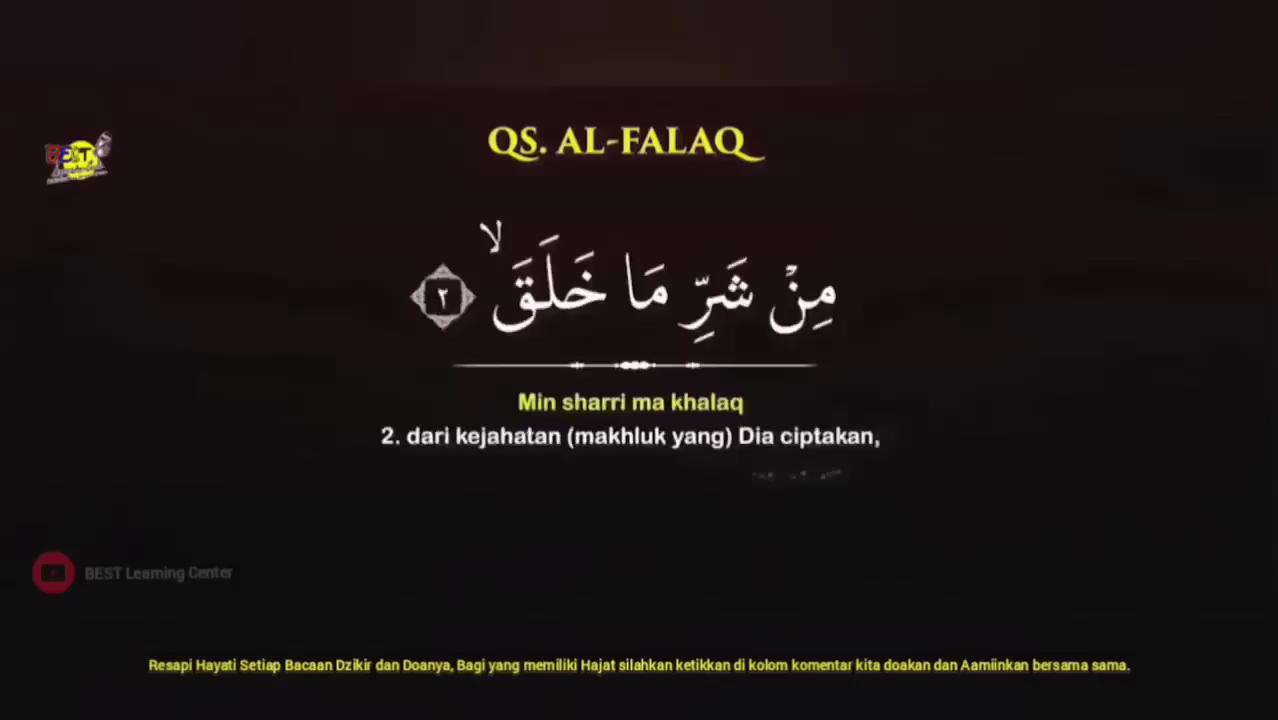 QS. AL-FALAQ
BEST
مِنْ شَرِّ مَا خَلَقَ ۙ ٢
Min sharri ma khalaq
2. dari kejahatan (makhluk yang) Dia ciptakan,
BEST Learning Center
Resapi Hayati Setiap Bacaan Dzikir dan Doanya, Bagi yang memiliki Hajat silahkan ketikkan di kolom komentar kita doakan dan Aamiinkan bersama sama.